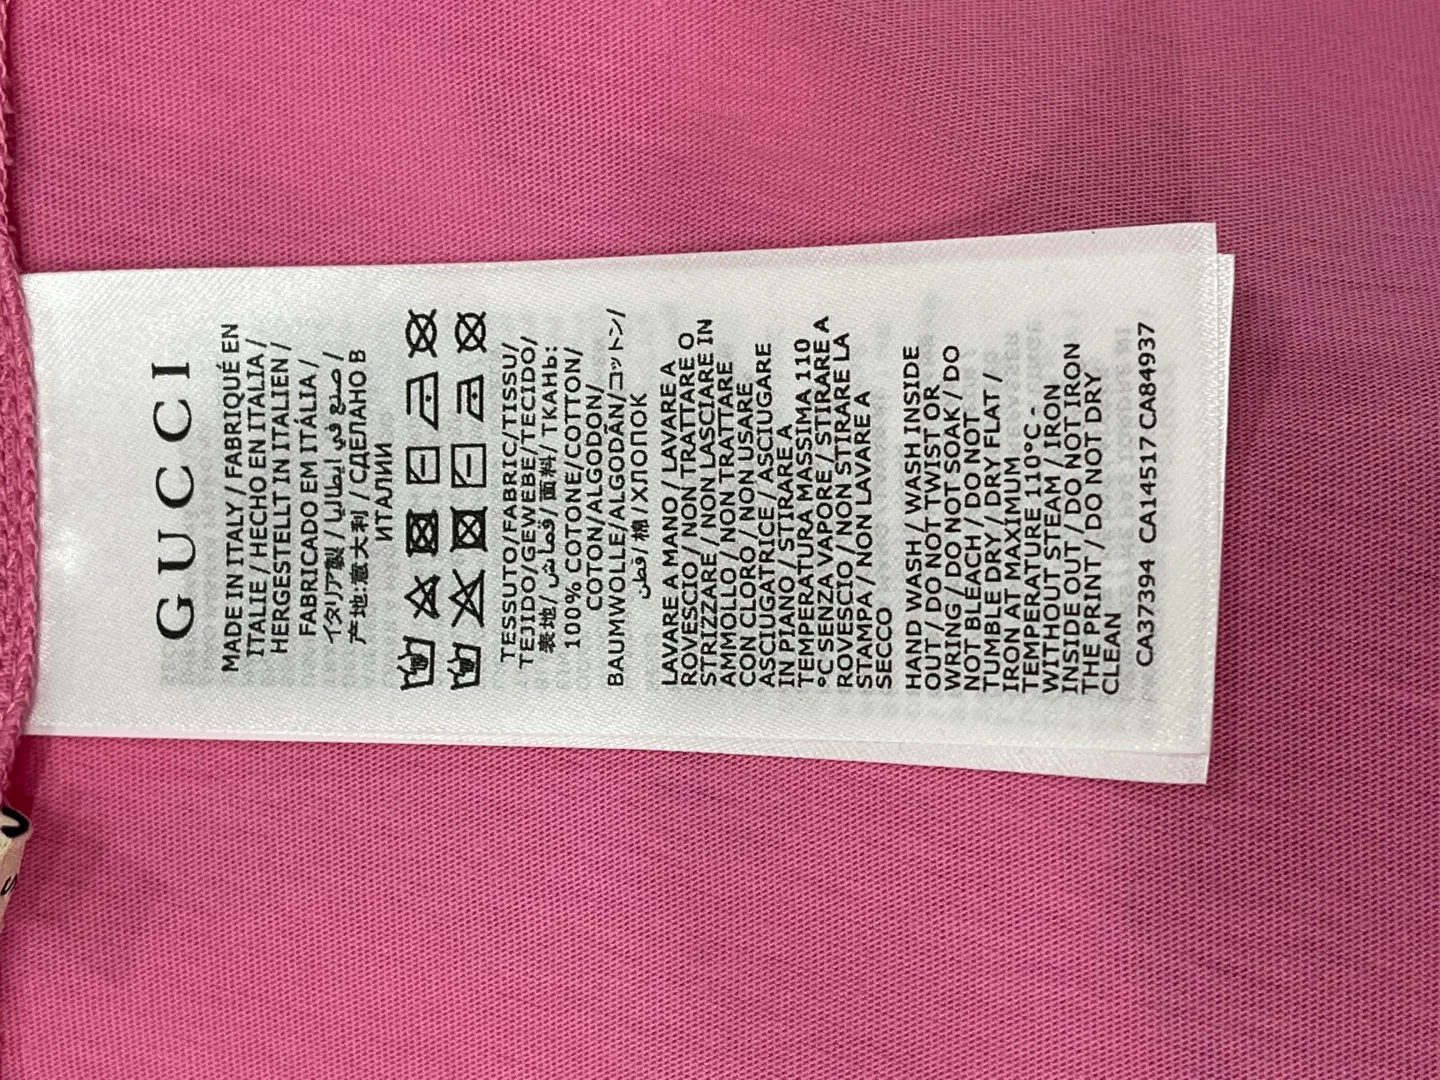 GUCCI
MADE IN ITALY / FABRIQUÉ EN
ITALIE / HECHO EN ITALIA /
HERGESTELLT IN ITALIEN /
FABRICADO EM ITÁLIA /
イタリア製 / صنع في ايطاليا /
产地:意大利 / СДЕЛАНО В
ИТАЛИИ
TESSUTO/FABRIC/TISSU/
TEJIDO/GEWEBE/TECIDO/
表地/ قماش/面料/ ТКАНЬ:
100% COTONE/COTTON/
COTON/ALGODON/
BAUMWOLLE/ALGODÃN/コットン/
قطن/棉/ХЛОПОК
LAVARE A MANO / LAVARE A
ROVESCIO / NON TRATTARE O
STRIZZARE / NON LASCIARE IN
AMMOLLO / NON TRATTARE
CON CLORO / NON USARE
ASCIUGATRICE / ASCIUGARE
IN PIANO / STIRARE A
TEMPERATURA MASSIMA 110
°C SENZA VAPORE / STIRARE A
ROVESCIO / NON STIRARE LA
STAMPA / NON LAVARE A
SECCO
HAND WASH / WASH INSIDE
OUT / DO NOT TWIST OR
WRING / DO NOT SOAK / DO
NOT BLEACH / DO NOT
TUMBLE DRY / DRY FLAT /
IRON AT MAXIMUM
TEMPERATURE 110°C -
WITHOUT STEAM / IRON
INSIDE OUT / DO NOT IRON
THE PRINT / DO NOT DRY
CLEAN
CA37394 CA14517 CA84937